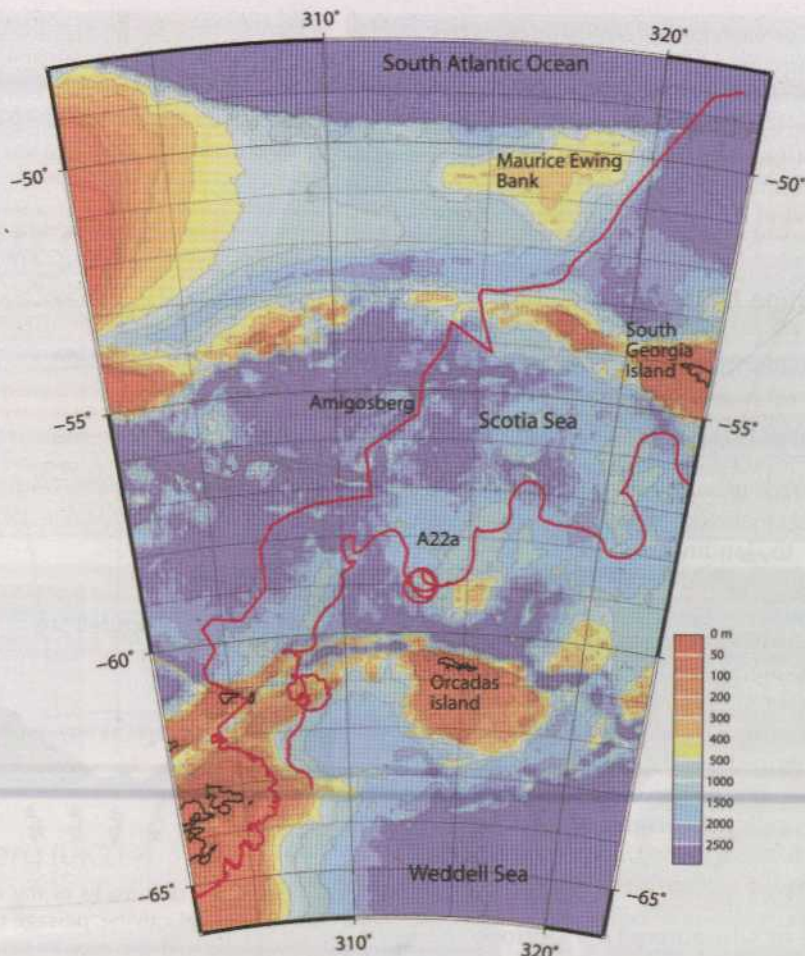 310°
320°
South Atlantic Ocean
−50°
−50°
Maurice Ewing
Bank
South
Georgia
Island
−55°
−55°
Amigosberg
Scotia Sea
A22a
−60°
Orcadas
island
0 m
50
100
200
300
400
500
1000
1500
2000
2500
−65°
−65°
Weddell Sea
310°
320°